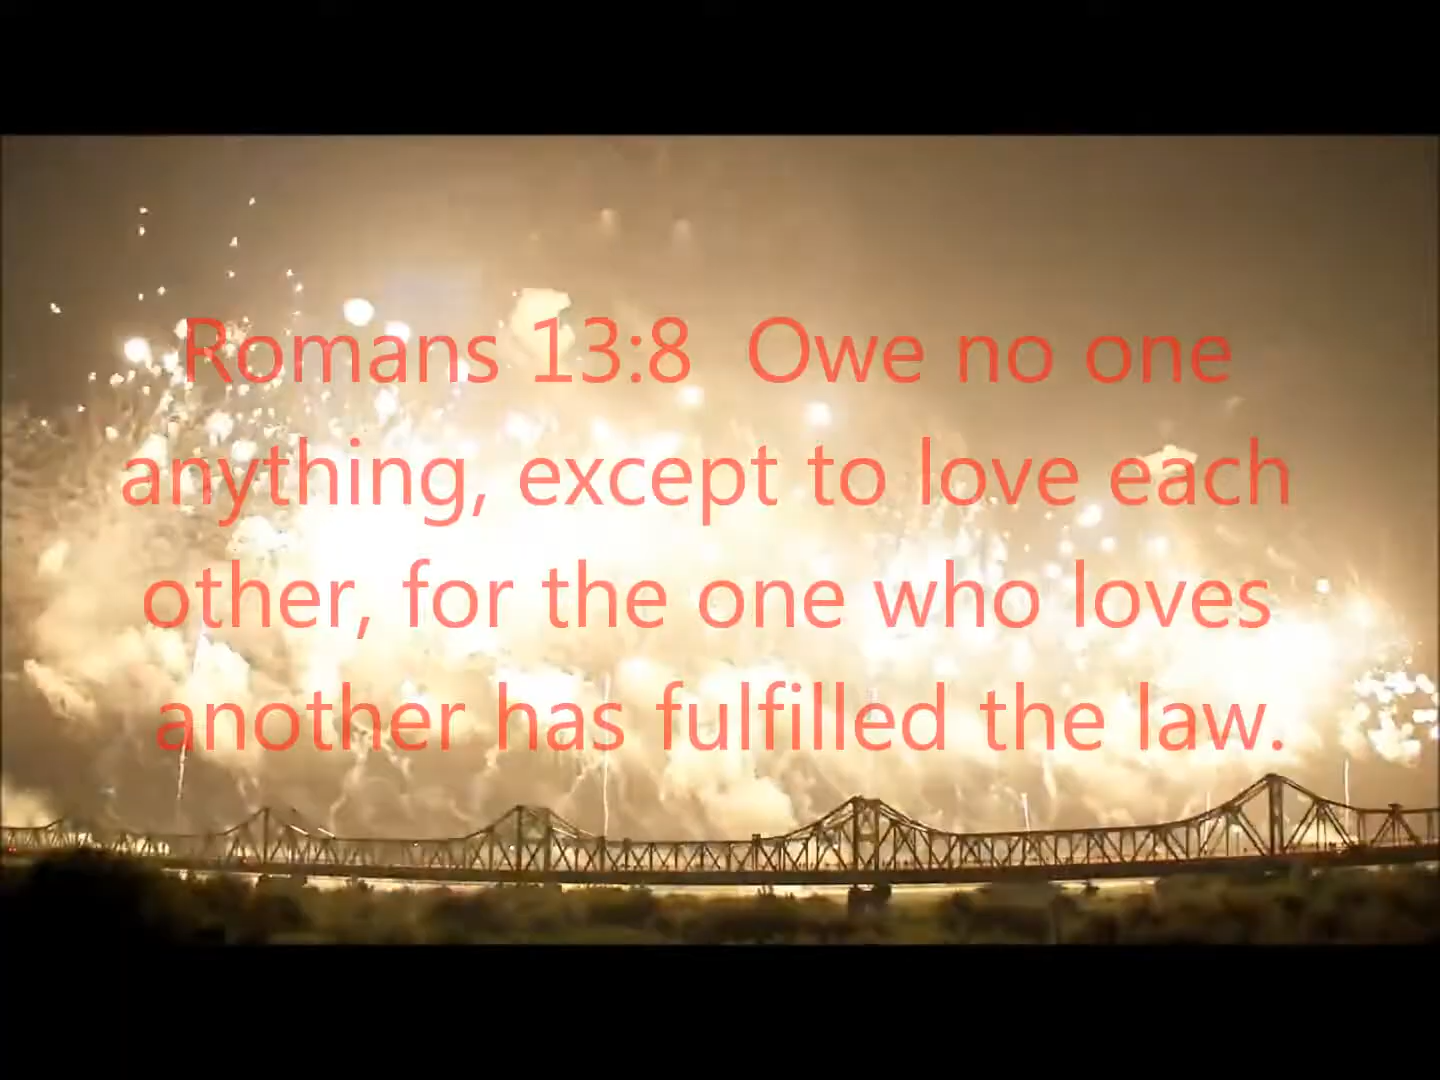 Romans 13:8  Owe no one
anything, except to love each
other, for the one who loves
another has fulfilled the law.